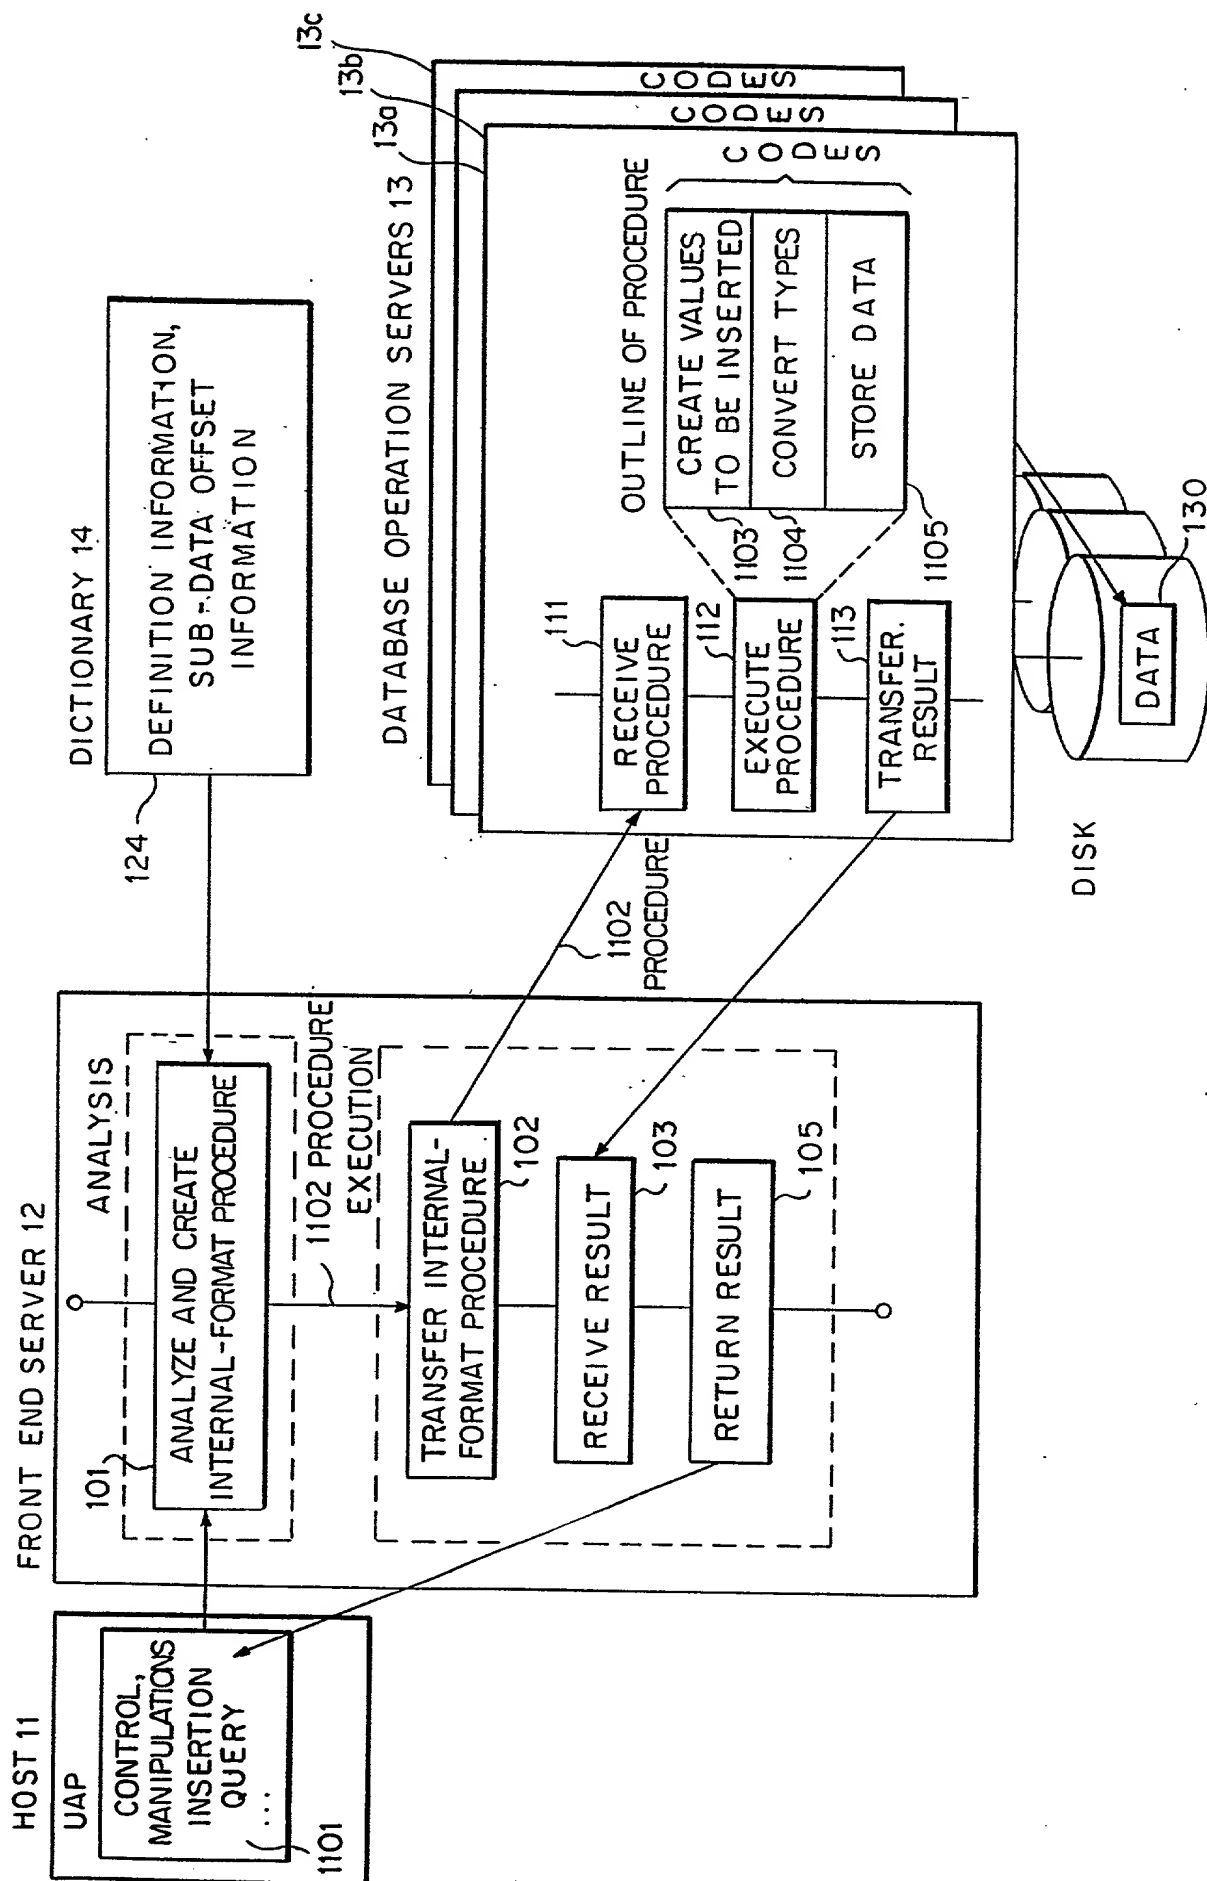 HOST 11
UAP
CONTROL,
MANIPULATIONS
INSERTION
QUERY
...
1101
FRONT END SERVER 12
ANALYSIS
101
ANALYZE AND CREATE
INTERNAL-FORMAT PROCEDURE
1102 PROCEDURE
EXECUTION
TRANSFER INTERNAL-
FORMAT PROCEDURE
102
RECEIVE RESULT
103
RETURN RESULT
105
DICTIONARY 14
124
DEFINITION INFORMATION,
SUB-DATA OFFSET
INFORMATION
DATABASE OPERATION SERVERS 13
13a
13b
13c
1102
PROCEDURE
111
RECEIVE
PROCEDURE
112
EXECUTE
PROCEDURE
113
TRANSFER.
RESULT
OUTLINE OF PROCEDURE
CREATE VALUES
TO BE INSERTED
CONVERT TYPES
STORE DATA
1103
1104
1105
CODES
CODES
CODES
DISK
DATA
130